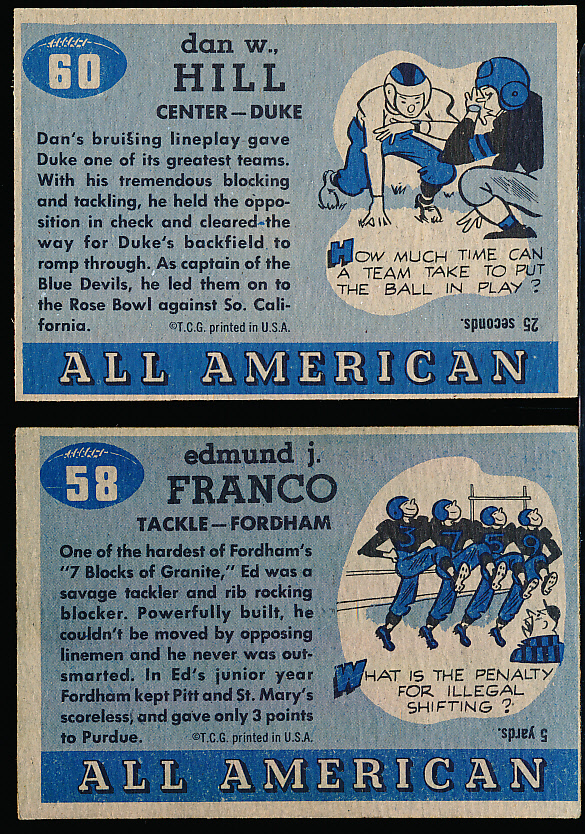 60
dan w.,
HILL
CENTER—DUKE
Dan's bruising lineplay gave
Duke one of its greatest teams.
With his tremendous blocking
and tackling, he held the oppo-
sition in check and cleared the
way for Duke's backfield to
romp through. As captain of the
Blue Devils, he led them on to
the Rose Bowl against So. Cali-
fornia.
©T.C.G. printed in U.S.A.
HOW MUCH TIME CAN
A TEAM TAKE TO PUT
THE BALL IN PLAY?
25 seconds.
ALL AMERICAN
58
edmund j.
FRANCO
TACKLE—FORDHAM
One of the hardest of Fordham's
"7 Blocks of Granite," Ed was a
savage tackler and rib rocking
blocker. Powerfully built, he
couldn't be moved by opposing
linemen and he never was out-
smarted. In Ed's junior year
Fordham kept Pitt and St. Mary's
scoreless, and gave only 3 points
to Purdue.
©T.C.G. printed in U.S.A.
3 7 5 9
WHAT IS THE PENALTY
FOR ILLEGAL
SHIFTING?
5 yards.
ALL AMERICAN